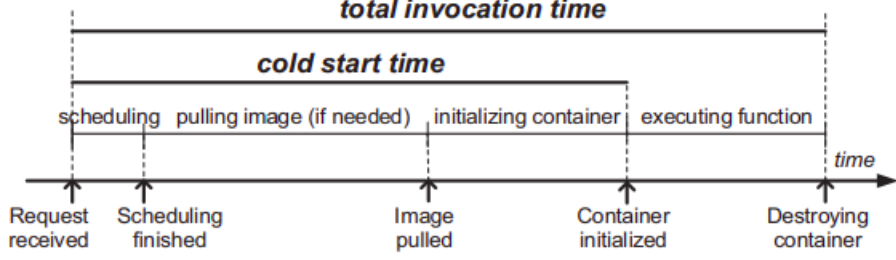 total invocation time
cold start time
scheduling pulling image (if needed) initializing container executing function
time
Request received
Scheduling finished
Image pulled
Container initialized
Destroying container